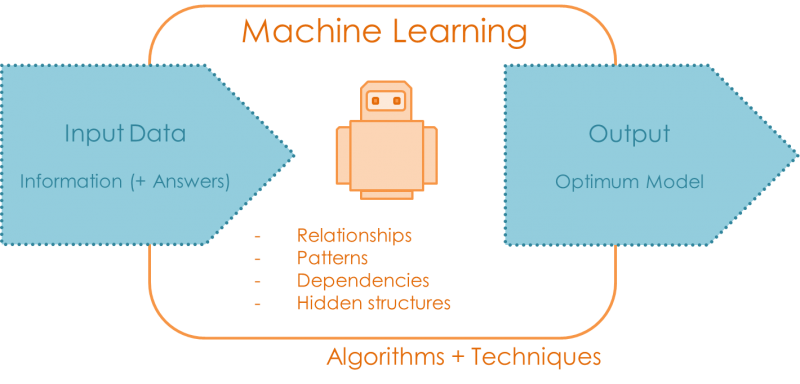 Machine Learning
Input Data
Information (+ Answers)
Output
Optimum Model
- Relationships
- Patterns
- Dependencies
- Hidden structures
Algorithms + Techniques